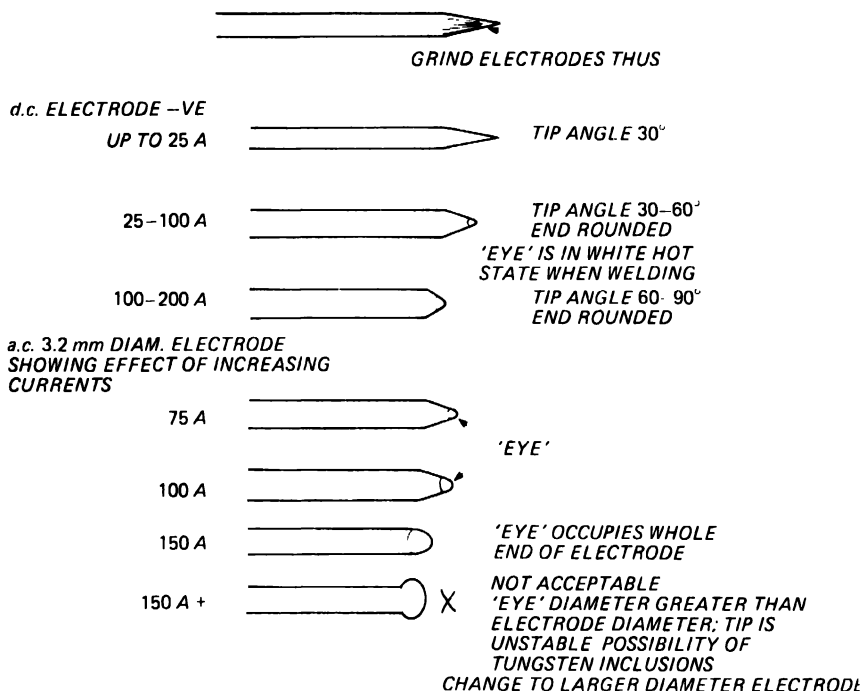 GRIND ELECTRODES THUS
d.c. ELECTRODE –VE
UP TO 25 A
TIP ANGLE 30°
25–100 A
TIP ANGLE 30–60°
END ROUNDED
'EYE' IS IN WHITE HOT
STATE WHEN WELDING
100–200 A
TIP ANGLE 60- 90°
END ROUNDED
a.c. 3.2 mm DIAM. ELECTRODE
SHOWING EFFECT OF INCREASING
CURRENTS
75 A
'EYE'
100 A
150 A
'EYE' OCCUPIES WHOLE
END OF ELECTRODE
150 A +
X
NOT ACCEPTABLE
'EYE' DIAMETER GREATER THAN
ELECTRODE DIAMETER; TIP IS
UNSTABLE POSSIBILITY OF
TUNGSTEN INCLUSIONS
CHANGE TO LARGER DIAMETER ELECTRODE